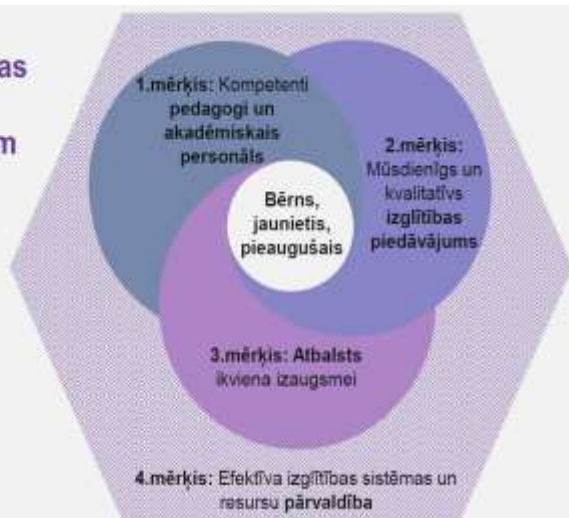 as
m
1.mērķis: Kompetenti
pedagogi un
akadēmiskais
personāls
2.mērķis:
Mūsdienīgs un
kvalitatīvs
izglītības
piedāvājums
Bērns,
jaunietis,
pieaugušais
3.mērķis: Atbalsts
ikviena izaugsmei
4.mērķis: Efektīva izglītības sistēmas un
resursu pārvaldība